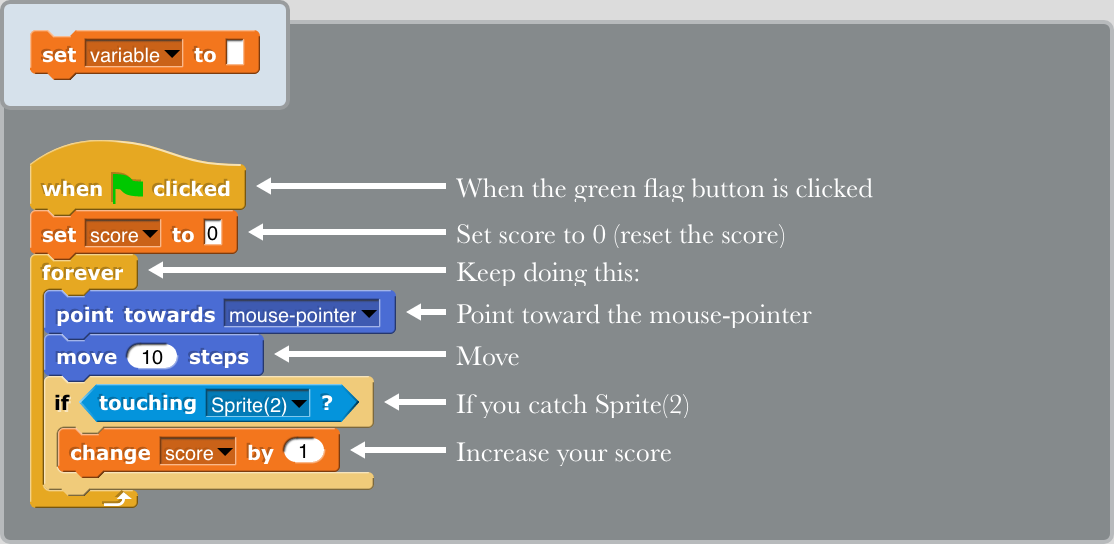 set variable to
when clicked
When the green flag button is clicked
set score to 0
Set score to 0 (reset the score)
forever
Keep doing this:
point towards mouse-pointer
Point toward the mouse-pointer
move 10 steps
Move
if touching Sprite(2) ?
If you catch Sprite(2)
change score by 1
Increase your score